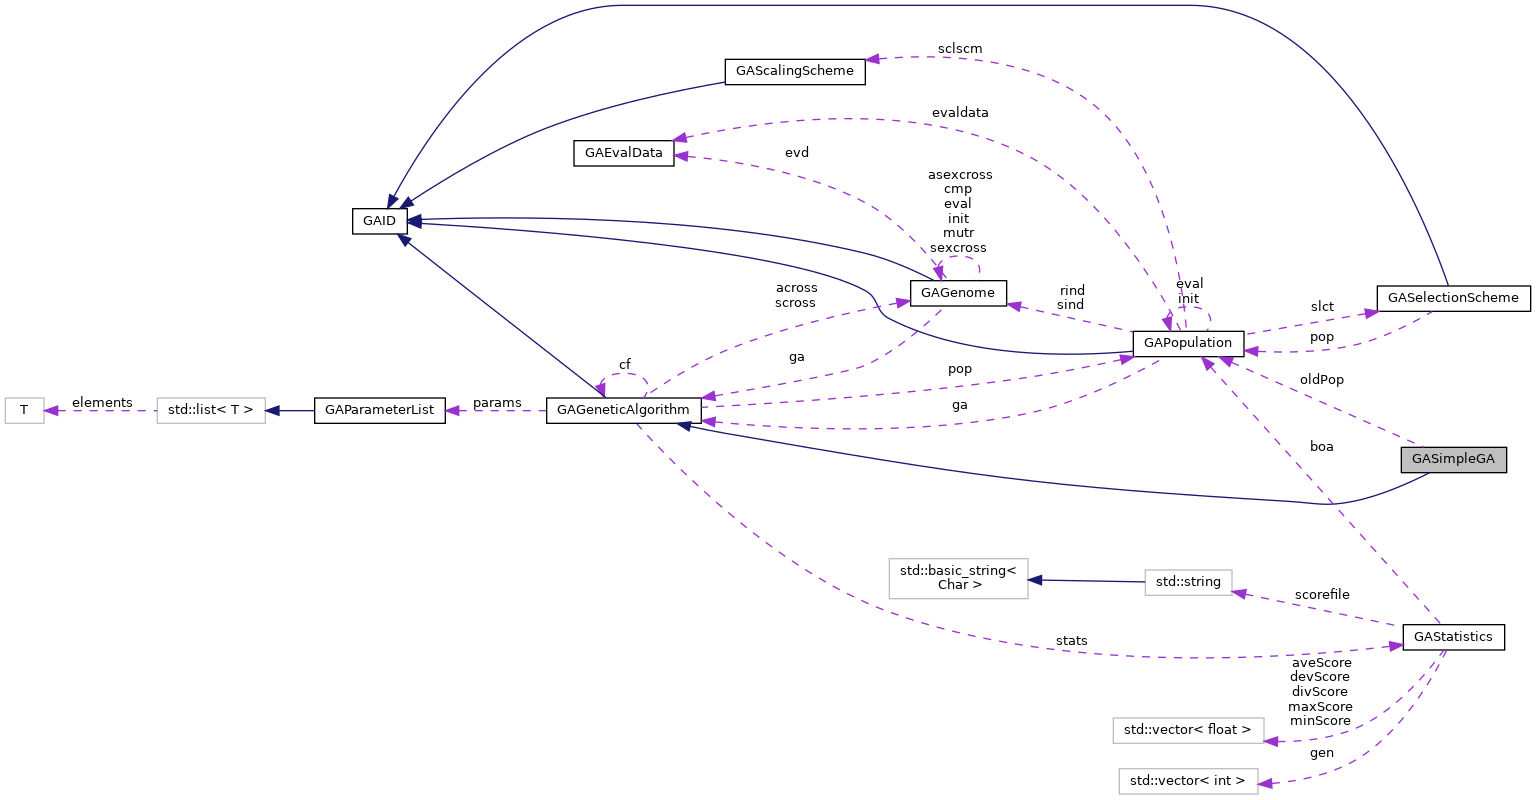 sclscm
GAScalingScheme
evaldata
GAEvalData
evd
asexcross
cmp
eval
init
mutr
sexcross
GAID
GAGenome
across
scross
rind
sind
eval
init
GASelectionScheme
slct
pop
GAPopulation
ga
cf
pop
oldPop
T
elements
std::list< T >
GAParameterList
params
GAGeneticAlgorithm
ga
boa
GASimpleGA
std::basic_string<
Char >
std::string
scorefile
stats
GAStatistics
aveScore
devScore
divScore
maxScore
minScore
std::vector< float >
gen
std::vector< int >